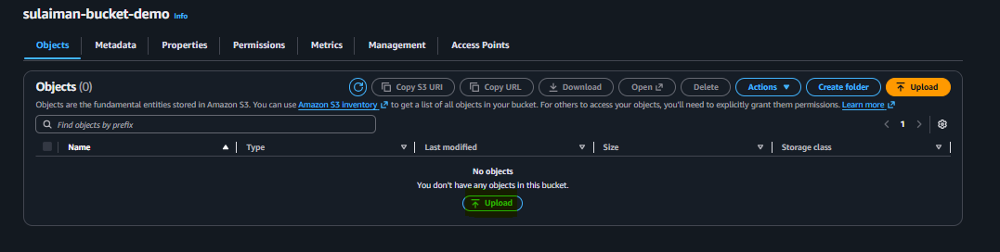 sulaiman-bucket-demo Info
Objects Metadata Properties Permissions Metrics Management Access Points
Objects (0) Copy S3 URI Copy URL Download Open Delete Actions Create folder Upload
Objects are the fundamental entities stored in Amazon S3. You can use Amazon S3 inventory to get a list of all objects in your bucket. For others to access your objects, you'll need to explicitly grant them permissions. Learn more
Find objects by prefix 1
Name Type Last modified Size Storage class
No objects
You don't have any objects in this bucket.
Upload